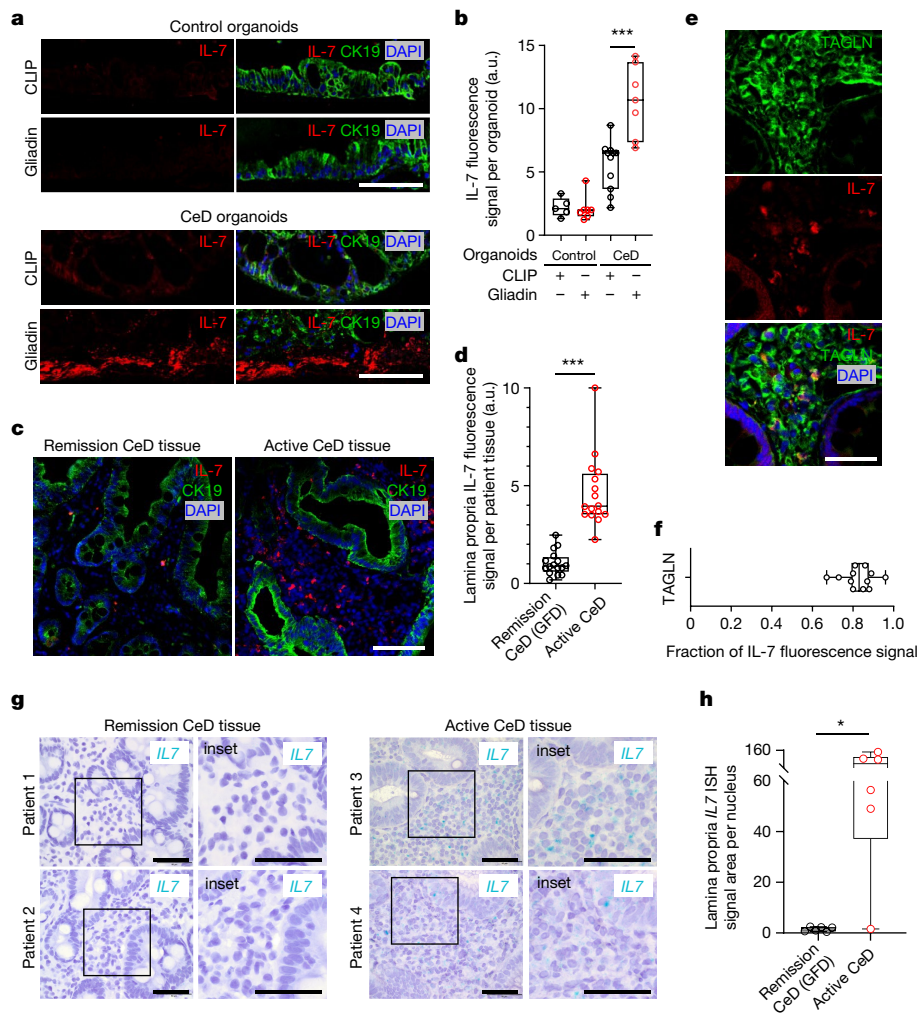 a
Control organoids
CLIP
IL-7
IL-7 CK19 DAPI
Gliadin
IL-7
IL-7 CK19 DAPI
CeD organoids
CLIP
IL-7
IL-7 CK19 DAPI
Gliadin
IL-7
IL-7 CK19 DAPI
b
IL-7 fluorescence
signal per organoid (a.u.)
15
10
5
0
***
Organoids Control CeD
CLIP + – + –
Gliadin – + – +
c
Remission CeD tissue
IL-7
CK19
DAPI
Active CeD tissue
IL-7
CK19
DAPI
d
Lamina propria IL-7 fluorescence
signal per patient tissue (a.u.)
10
5
0
***
Remission
CeD (GFD)
Active CeD
e
TAGLN
IL-7
IL-7
TAGLN
DAPI
f
TAGLN
0 0.2 0.4 0.6 0.8 1.0
Fraction of IL-7 fluorescence signal
g
Remission CeD tissue
Patient 1
IL7
inset
IL7
Patient 2
IL7
inset
IL7
Active CeD tissue
Patient 3
IL7
inset
IL7
Patient 4
IL7
inset
IL7
h
Lamina propria IL7 ISH
signal area per nucleus
160
60
40
20
0
*
Remission
CeD (GFD)
Active CeD